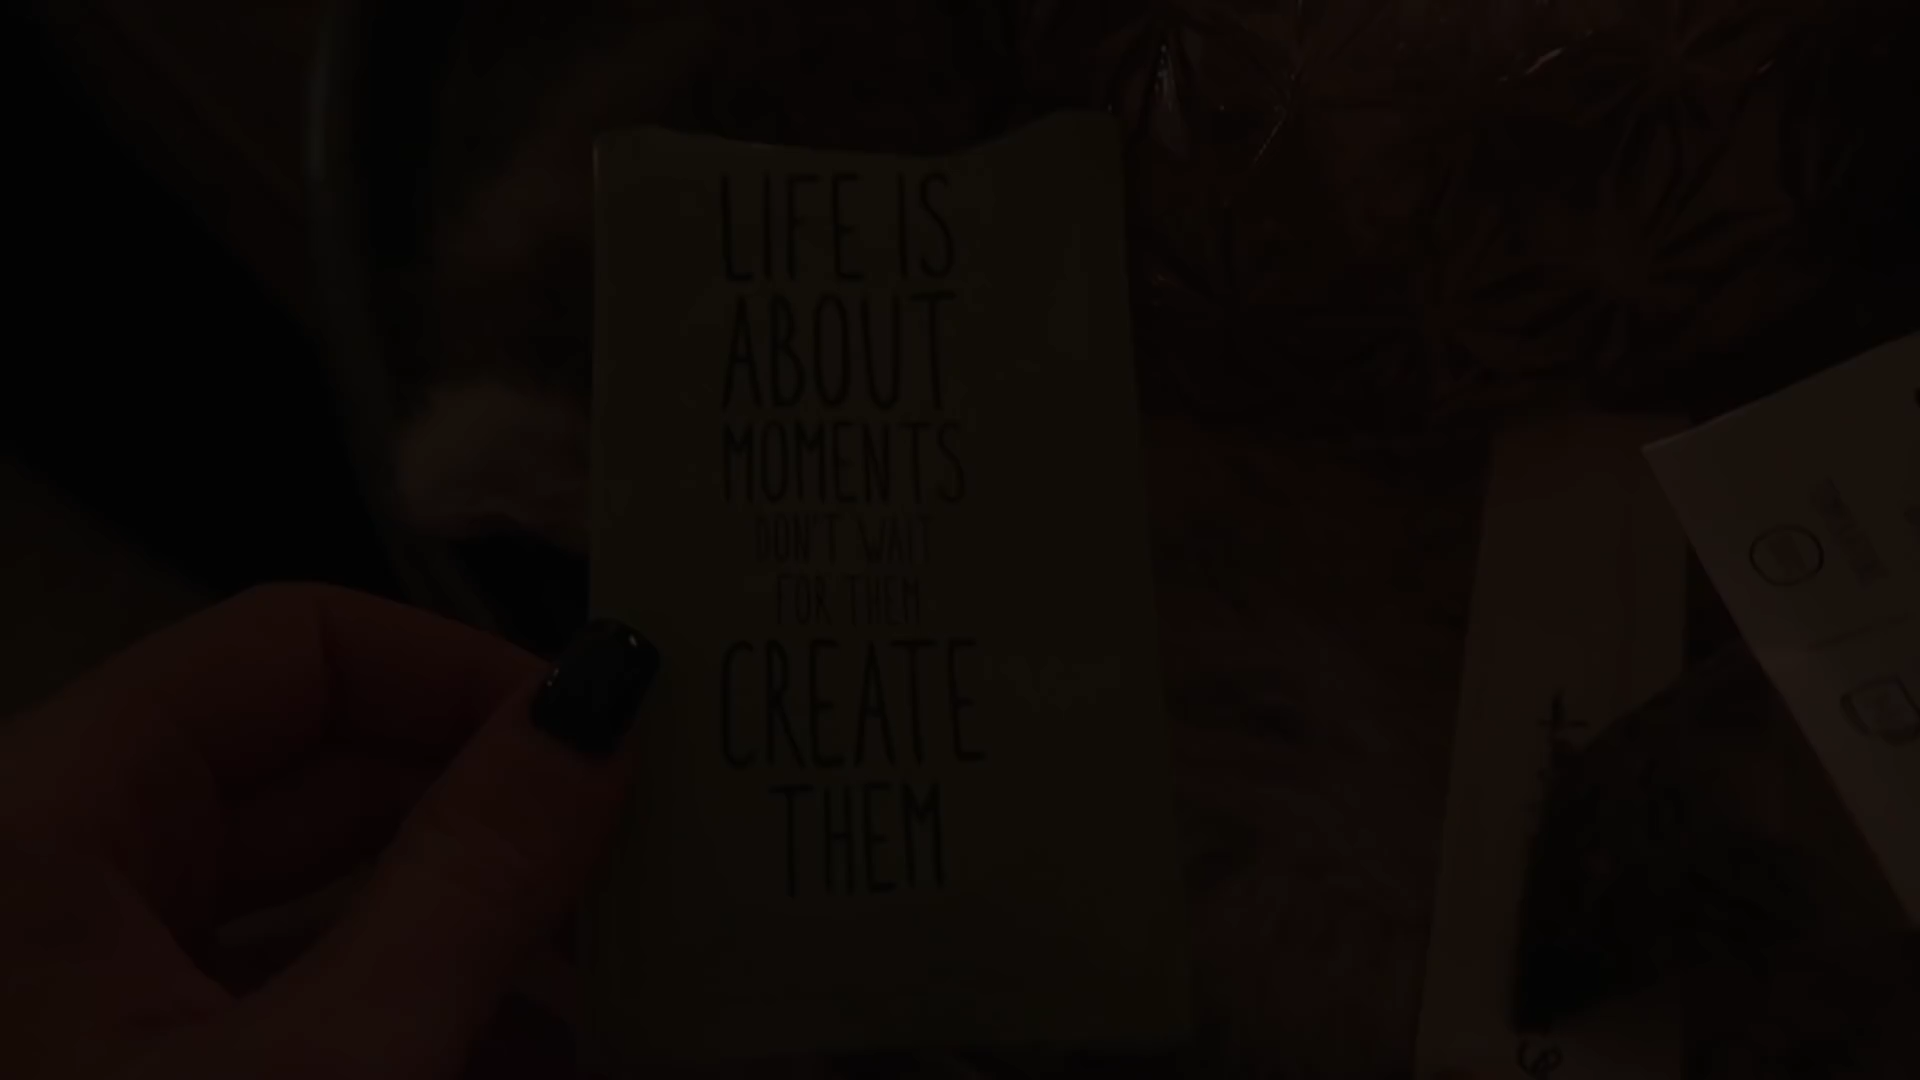 LIFE IS
ABOUT
MOMENTS
DON'T WAIT
FOR THEM
CREATE
THEM